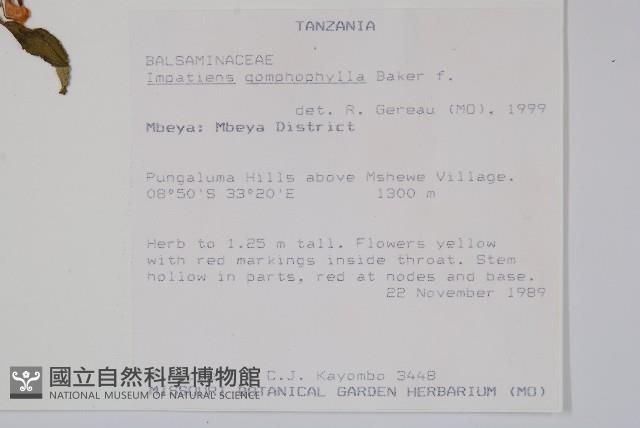 TANZANIA
BALSAMINACEAE
Impatiens gomphophylla Baker f.
det. R. Gereau (MO), 1999
Mbeya: Mbeya District
Pungaluma Hills above Mshewe Village.
08°50'S 33°20'E 1300 m
Herb to 1.25 m tall. Flowers yellow
with red markings inside throat. Stem
hollow in parts, red at nodes and base.
22 November 1989
C.J. Kayombo 3448
MISSOURI BOTANICAL GARDEN HERBARIUM (MO)
國立自然科學博物館
NATIONAL MUSEUM OF NATURAL SCIENCE